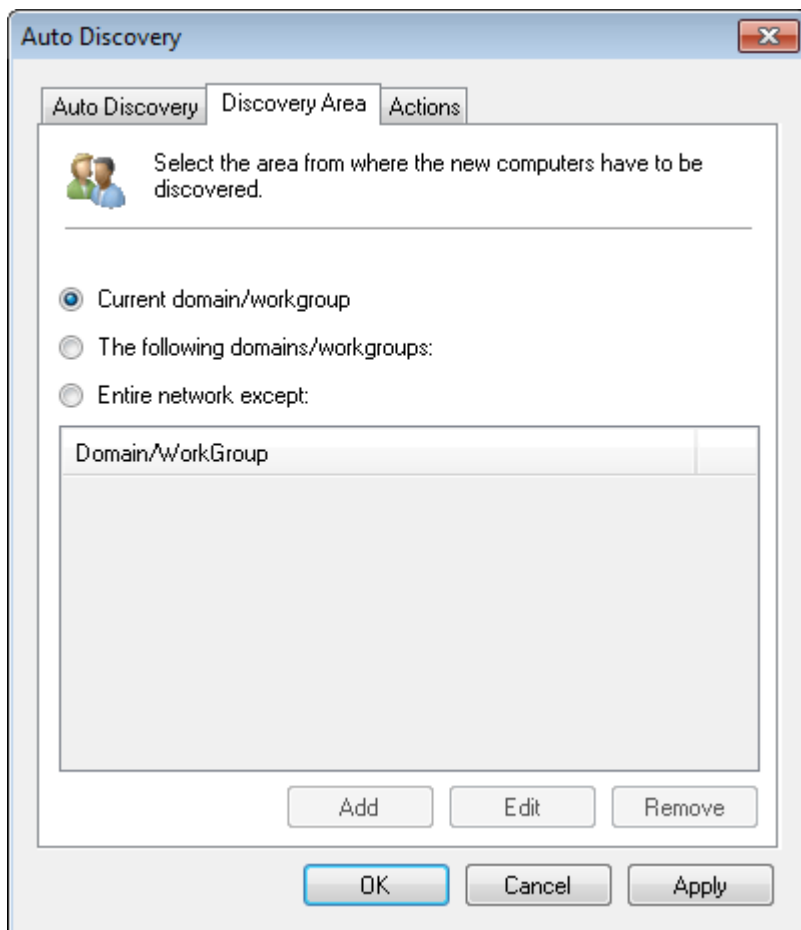 Auto Discovery
Auto Discovery Discovery Area Actions
Select the area from where the new computers have to be
discovered.
Current domain/workgroup
The following domains/workgroups:
Entire network except:
Domain/WorkGroup
Add Edit Remove
OK Cancel Apply